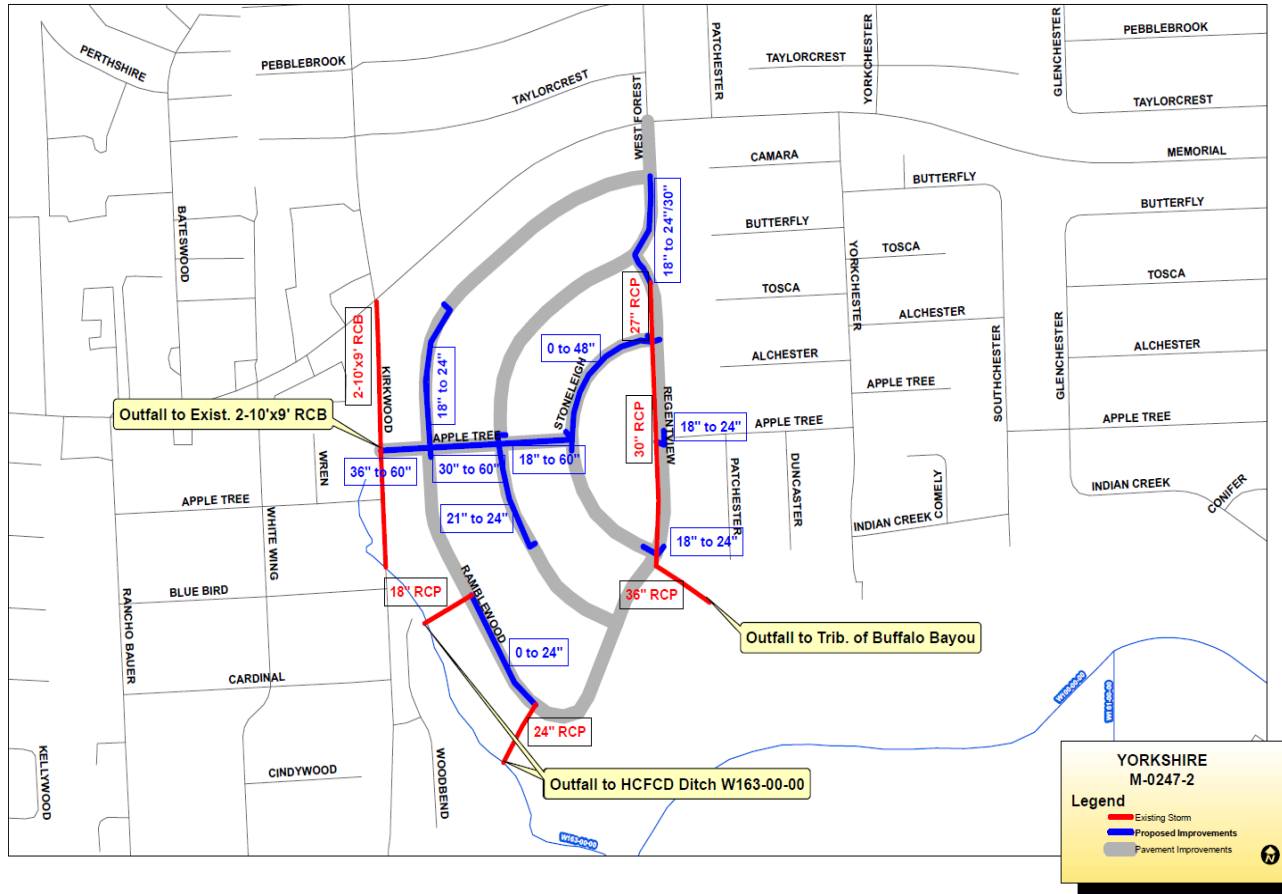 PERTHSHIRE
PEBBLEBROOK
TAYLORCREST
WEST FOREST
PATCHESTER
TAYLORCREST
YORKCHESTER
GLENCHESTER
PEBBLEBROOK
TAYLORCREST
MEMORIAL
CAMARA
BUTTERFLY
BUTTERFLY
BUTTERFLY
BATESWOOD
18" to 24"/30"
TOSCA
TOSCA
TOSCA
YORKCHESTER
27" RCP
2-10'x9' RCB
KIRKWOOD
18" to 24"
0 to 48"
STONELEIGH
REGENTVIEW
ALCHESTER
ALCHESTER
ALCHESTER
SOUTHCHESTER
GLENCHESTER
APPLE TREE
Outfall to Exist. 2-10'x9' RCB
APPLE TREE
30" RCP
18" to 24"
APPLE TREE
APPLE TREE
WREN
36" to 60"
30" to 60"
18" to 60"
PATCHESTER
DUNCASTER
COMELY
INDIAN CREEK
CONIFER
APPLE TREE
WHITE WING
21" to 24"
INDIAN CREEK
18" to 24"
BLUE BIRD
18" RCP
RAMBLEWOOD
36" RCP
RANCHO BAUER
Outfall to Trib. of Buffalo Bayou
0 to 24"
CARDINAL
W100-00-00
24" RCP
KELLYWOOD
CINDYWOOD
WOODBEND
Outfall to HCFCD Ditch W163-00-00
W163-00-00
YORKSHIRE
M-0247-2
Legend
Existing Storm
Proposed Improvements
Pavement Improvements
N